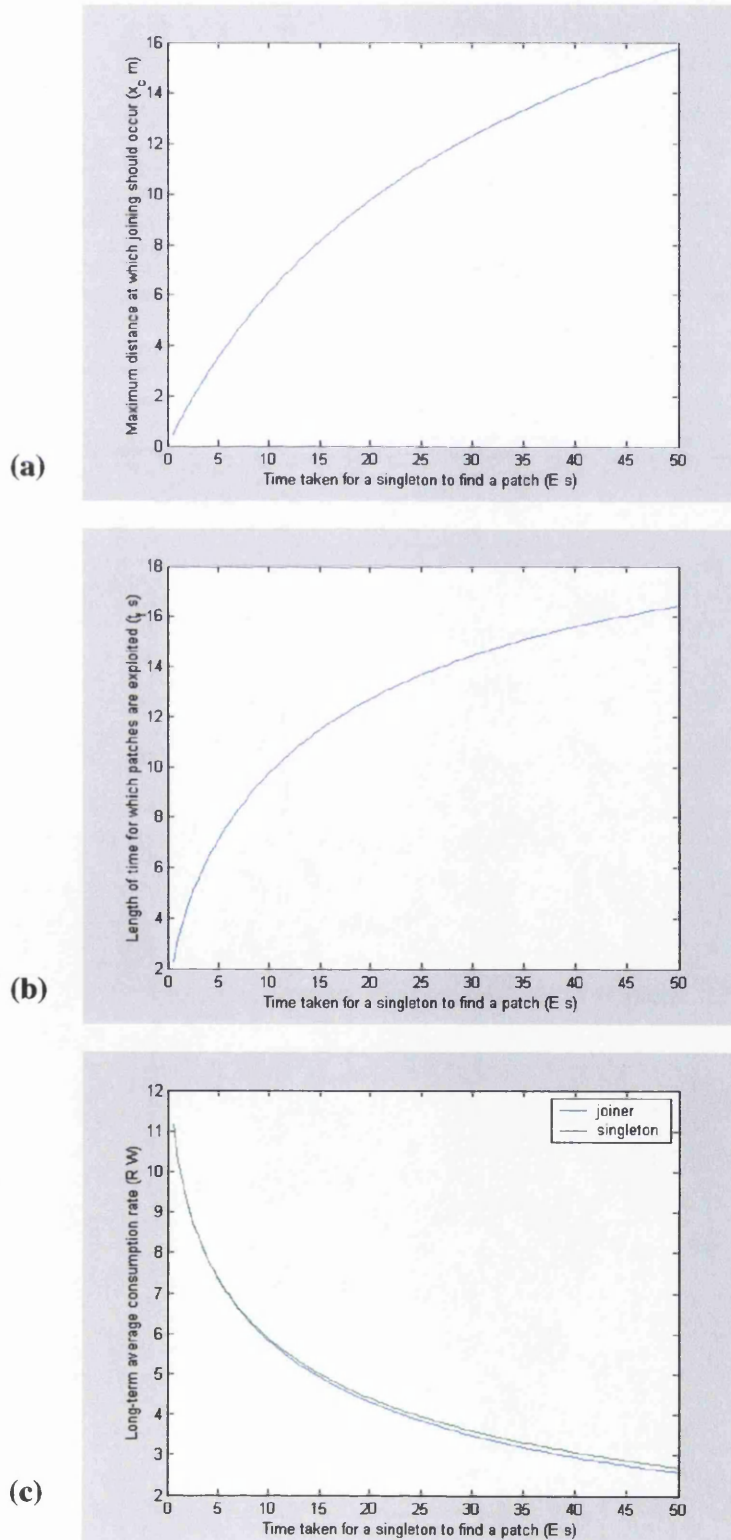 16
14
12
10
8
6
4
2
0
Maximum distance at which joining should occur (x_c m)
0 5 10 15 20 25 30 35 40 45 50
Time taken for a singleton to find a patch (E s)
(a)
18
16
14
12
10
8
6
4
2
Length of time for which patches are exploited (t_f s)
0 5 10 15 20 25 30 35 40 45 50
Time taken for a singleton to find a patch (E s)
(b)
12
11
10
9
8
7
6
5
4
3
2
Long-term average consumption rate (R W)
joiner
singleton
0 5 10 15 20 25 30 35 40 45 50
Time taken for a singleton to find a patch (E s)
(c)